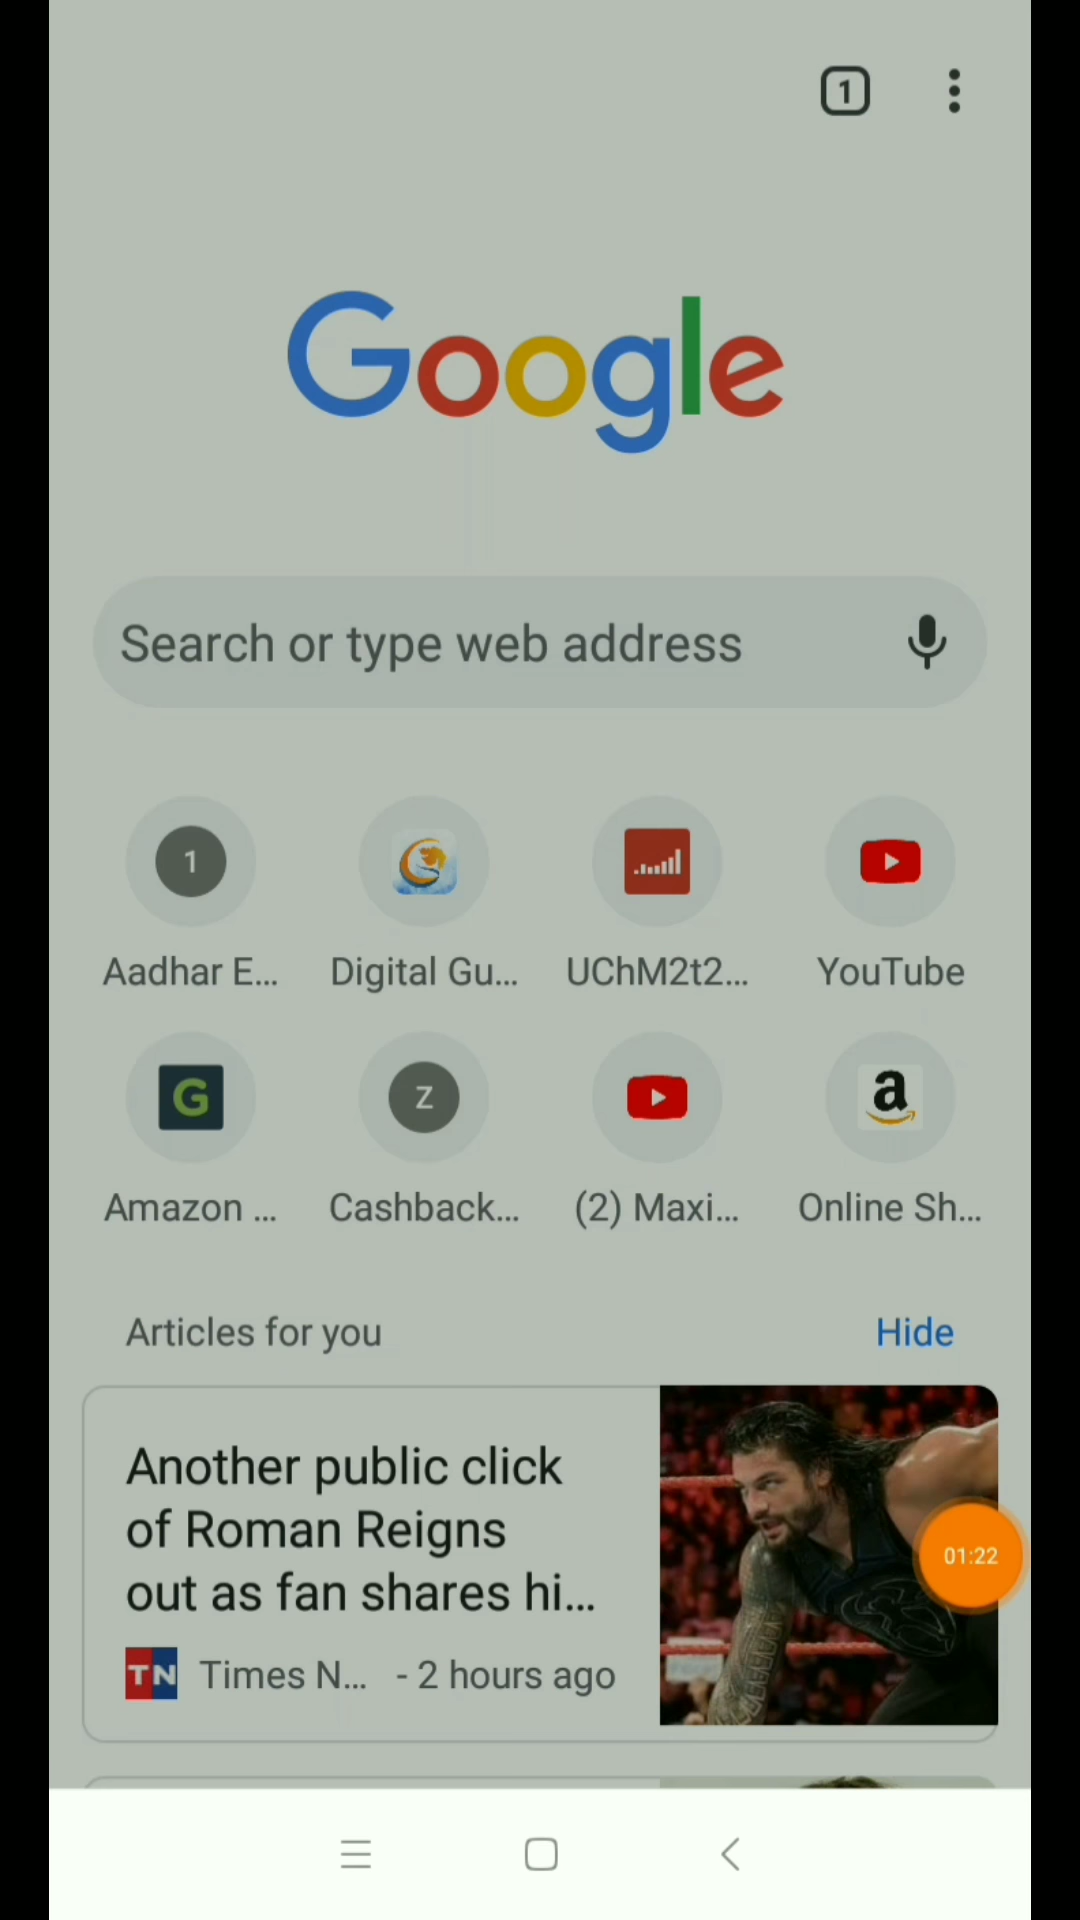 1
Google
Search or type web address
1
Aadhar E... Digital Gu... UChM2t2... YouTube
G Z a
Amazon ... Cashback... (2) Maxi... Online Sh...
Articles for you Hide
Another public click
of Roman Reigns
out as fan shares hi...
01:22
TN Times N... - 2 hours ago